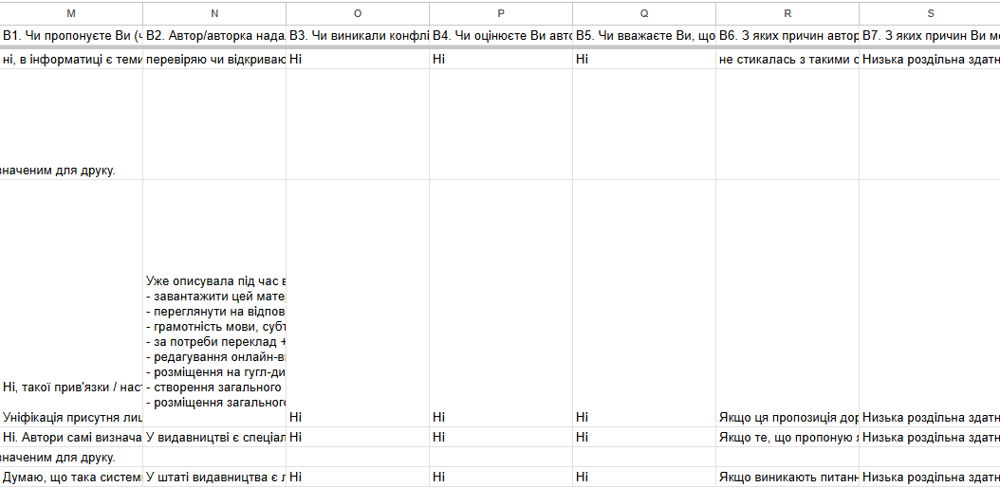 M N O P Q R S
В1. Чи пропонуєте Ви (ч В2. Автор/авторка нада В3. Чи виникали конфлі В4. Чи оцінюєте Ви авто В5. Чи вважаєте Ви, що В6. З яких причин автор В7. З яких причин Ви мо
ні, в інформатиці є теми перевіряю чи відкриваю Ні Ні Ні не стикалась з такими с Низька роздільна здатн
значеним для друку.
Уже описувала під час в
- завантажити цей мате
- переглянути на відпов
- грамотність мови, субт
- за потреби переклад +
- редагування онлайн-ві
- розміщення на гугл-ди
Ні, такої прив'язки / наст - створення загального
- розміщення загального
Уніфікація присутня лиш Ні Ні Ні Якщо ця пропозиція дор Низька роздільна здатн
Ні. Автори самі визнача У видавництві є спеціал Ні Ні Ні Якщо те, що пропоную я Низька роздільна здатн
значеним для друку.
Думаю, що така систем У штаті видавництва є л Ні Ні Ні Якщо виникають питанн Низька роздільна здатн